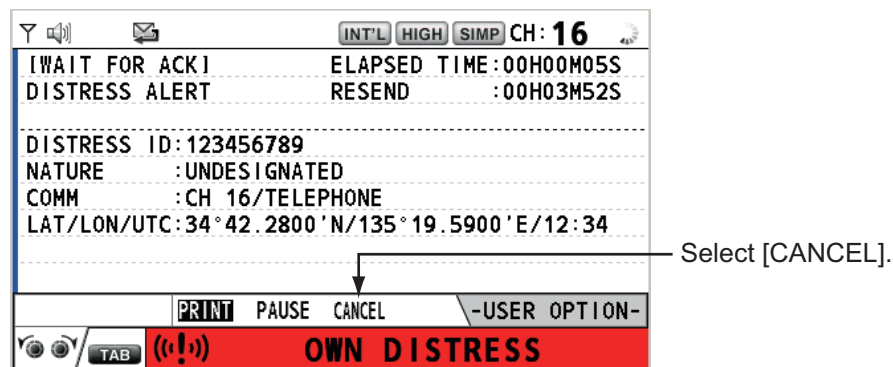 INT'L HIGH SIMP CH:16
[WAIT FOR ACK] ELAPSED TIME:00H00M05S
DISTRESS ALERT RESEND :00H03M52S
DISTRESS ID:123456789
NATURE :UNDESIGNATED
COMM :CH 16/TELEPHONE
LAT/LON/UTC:34°42.2800'N/135°19.5900'E/12:34
Select [CANCEL].
PRINT PAUSE CANCEL -USER OPTION-
TAB OWN DISTRESS